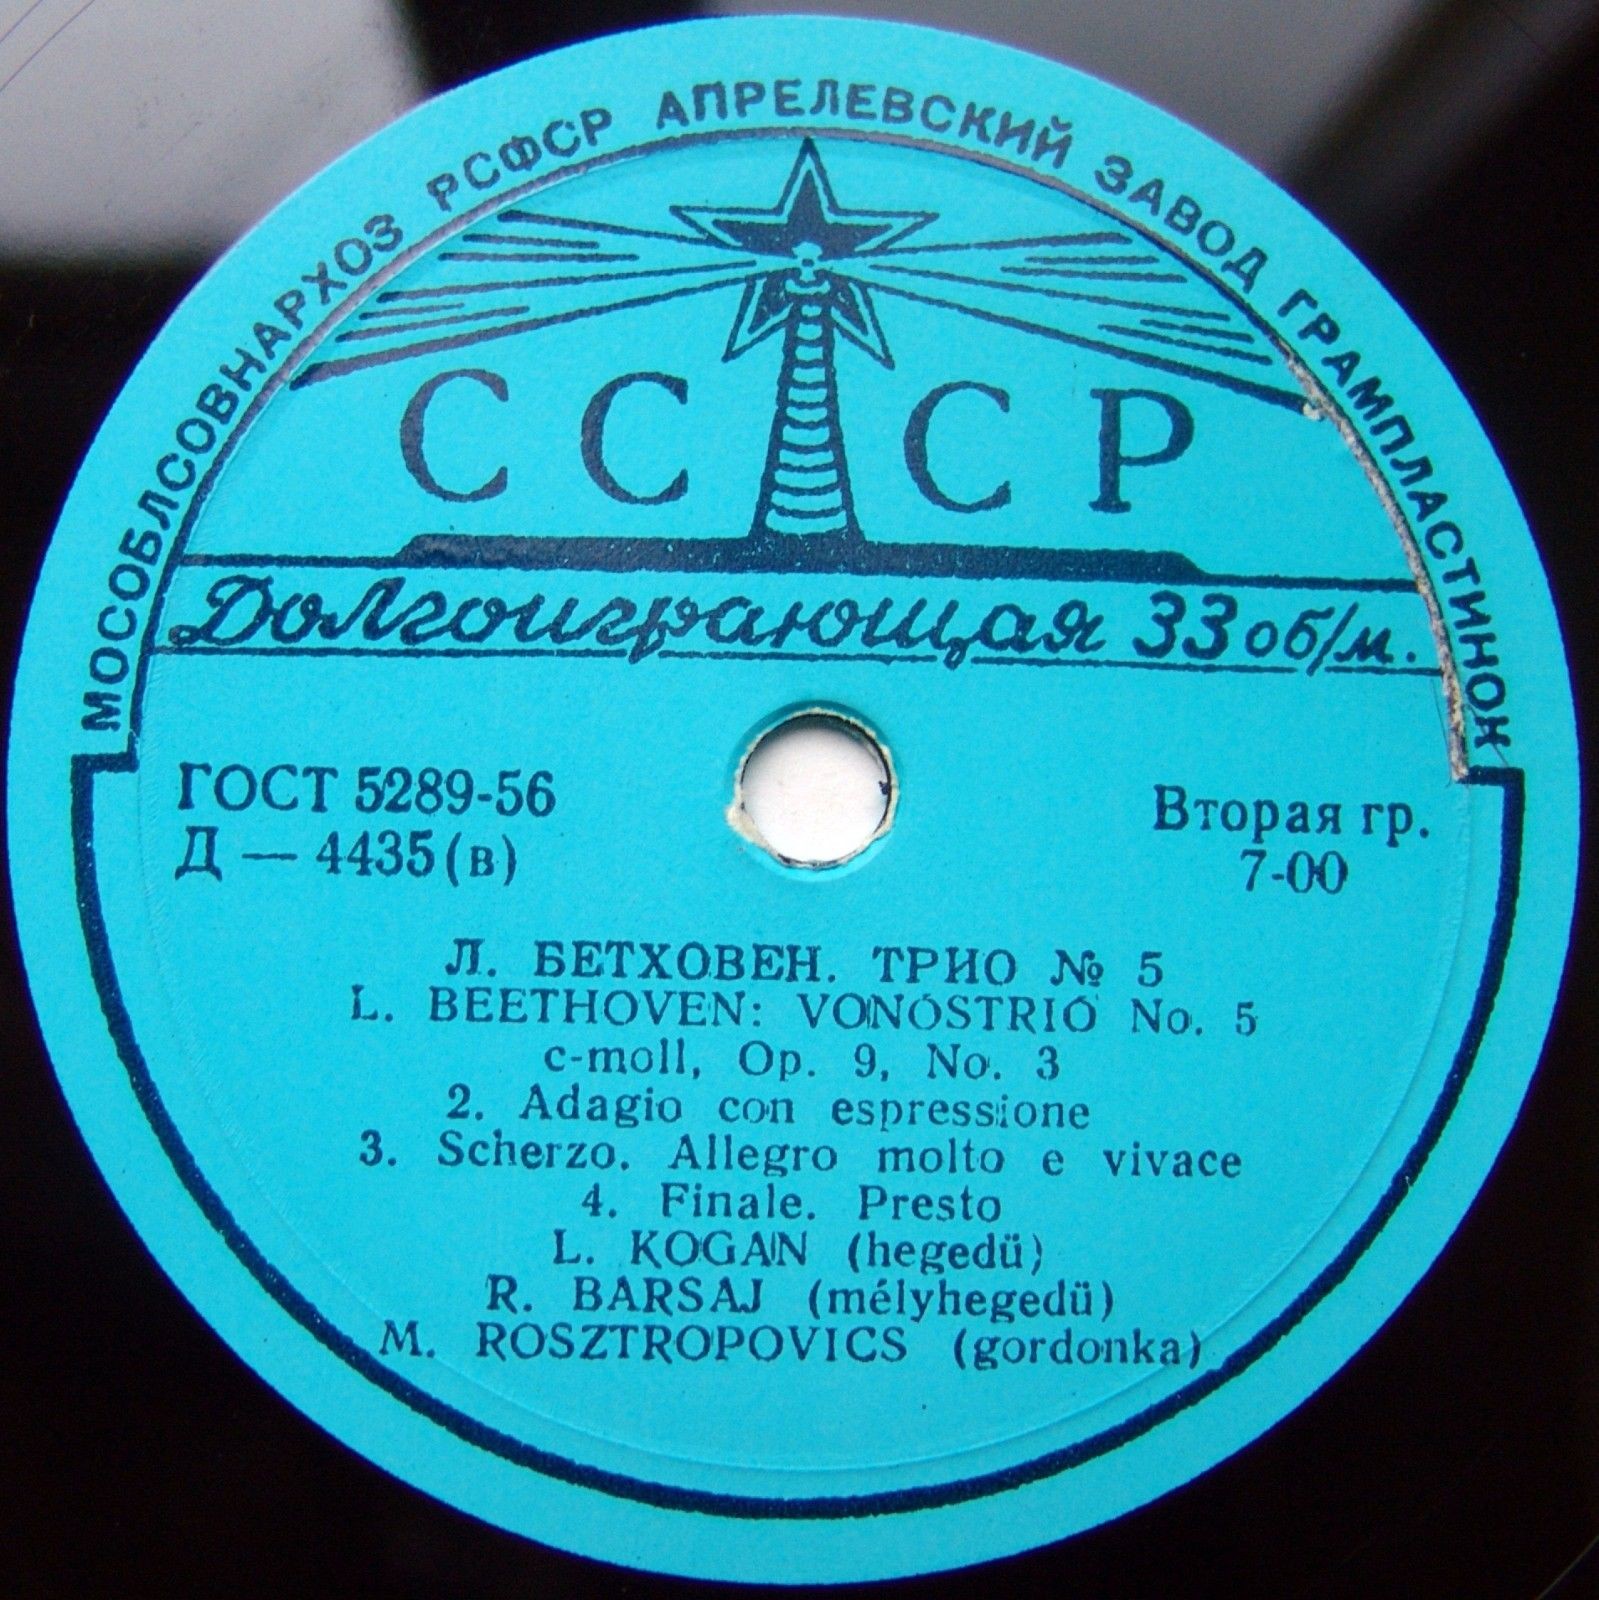 МОСОБЛСОВНАРХОЗ РСФСР АПРЕЛЕВСКИЙ ЗАВОД ГРАМПЛАСТИНОК
СССР
Долгоиграющая 33 об/м.
ГОСТ 5289-56
Д — 4435 (в)
Вторая гр.
7-00
Л. БЕТХОВЕН. ТРИО № 5
L. BEETHOVEN: VONÓSTRIÓ No. 5
c-moll, Op. 9, No. 3
2. Adagio con espressione
3. Scherzo. Allegro molto e vivace
4. Finale. Presto
L. KOGAN (hegedü)
R. BARSAJ (mélyhegedü)
M. ROSZTROPOVICS (gordonka)